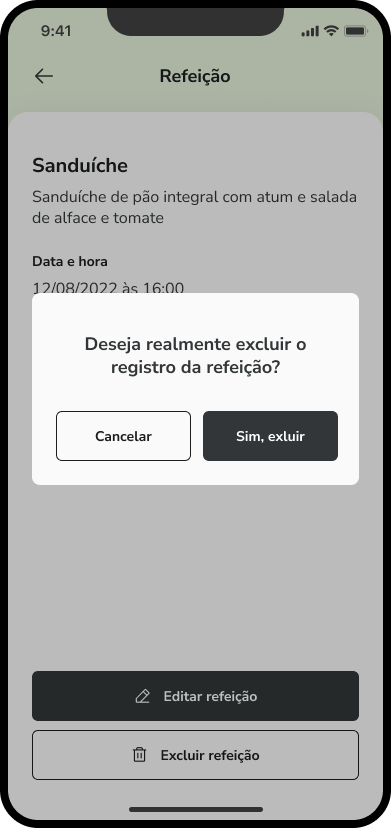 9:41
Refeição
Sanduíche
Sanduíche de pão integral com atum e salada
de alface e tomate
Data e hora
12/08/2022 às 16:00
Deseja realmente excluir o
registro da refeição?
Cancelar
Sim, exluir
Editar refeição
Excluir refeição